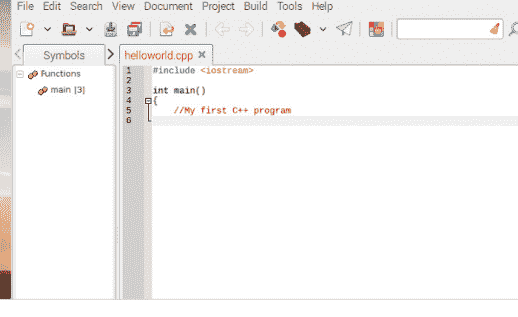 File Edit Search View Document Project Build Tools Help
Symbols
helloworld.cpp
Functions
main [3]
1 #include <iostream>
2
3 int main()
4 {
5 //My first C++ program
6